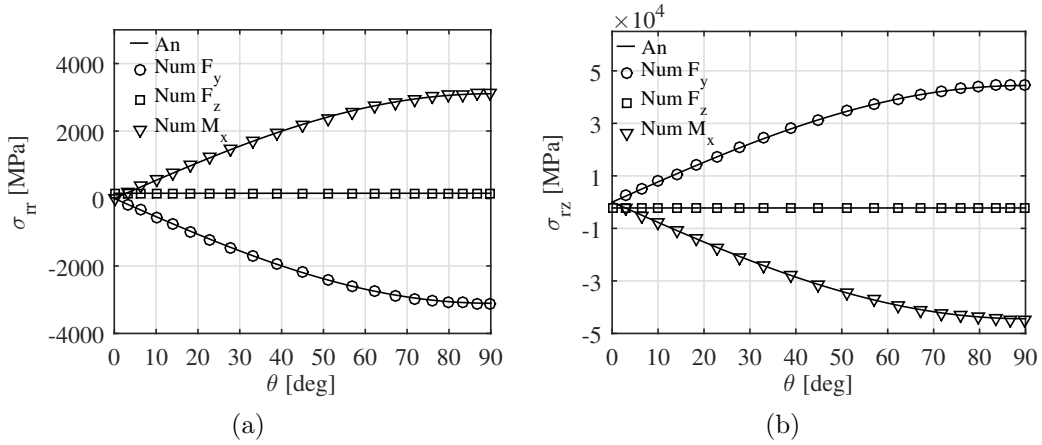 An
Num F_y
Num F_z
Num M_x
4000
2000
0
-2000
-4000
σ_rr [MPa]
0 10 20 30 40 50 60 70 80 90
θ [deg]
(a)
×10^4
An
Num F_y
Num F_z
Num M_x
5
3
1
-1
-3
-5
σ_rz [MPa]
0 10 20 30 40 50 60 70 80 90
θ [deg]
(b)